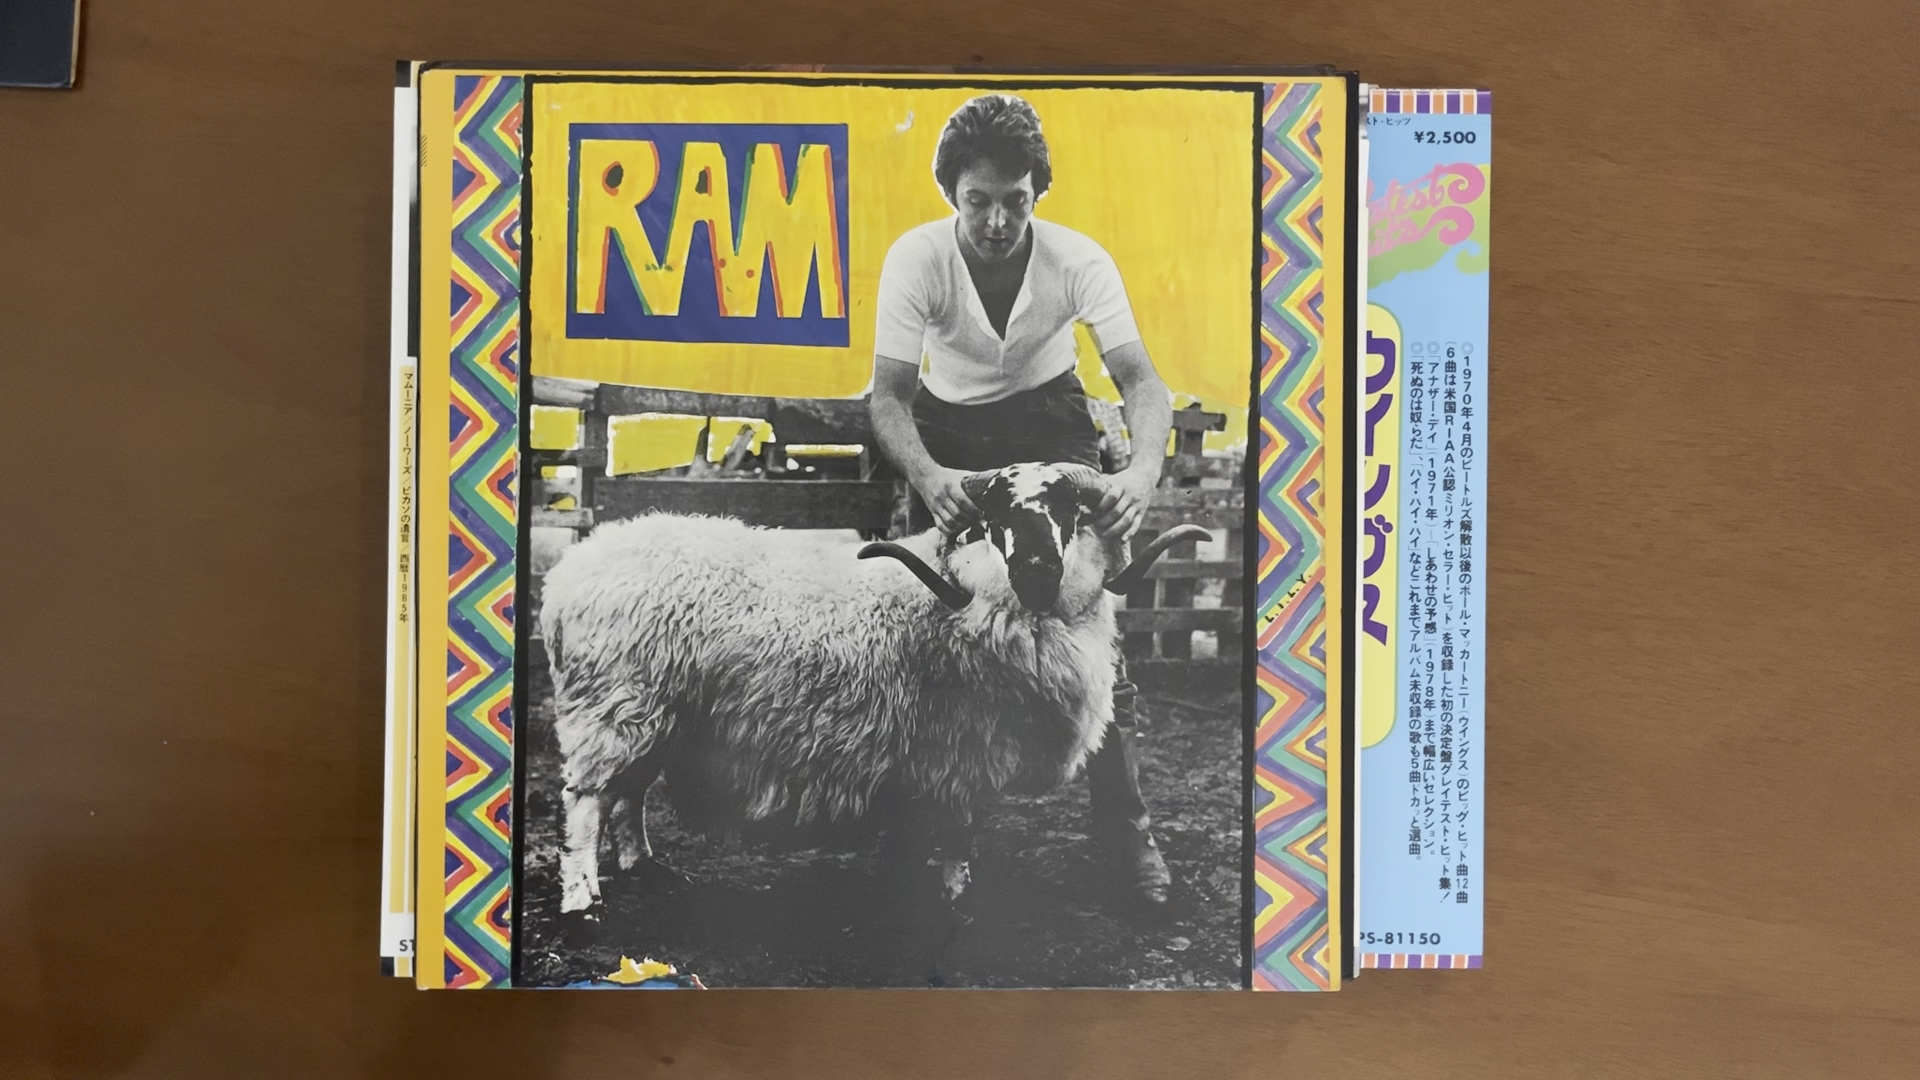 マムーニア/ノー・ワーズ/ピカソの遺言/西暦1985年
ST
RAM
L.I.L.Y.
スト・ヒッツ
¥2,500
ウイングス
◎1970年4月のビートルズ解散以後のポール・マッカートニー(ウイングス)のビッグ・ヒット曲12曲
(6曲は米国RIAA公認ミリオン・セラー・ヒット)を収録した初の決定盤グレイテスト・ヒット集!
◎「アナザー・デイ」(1971年)―「しあわせの予感」(1978年)まで幅広いセレクション。
◎「死ぬのは奴らだ」、「ハイ・ハイ・ハイ」などこれまでアルバム未収録の歌も5曲ドカッと選曲。
PS-81150